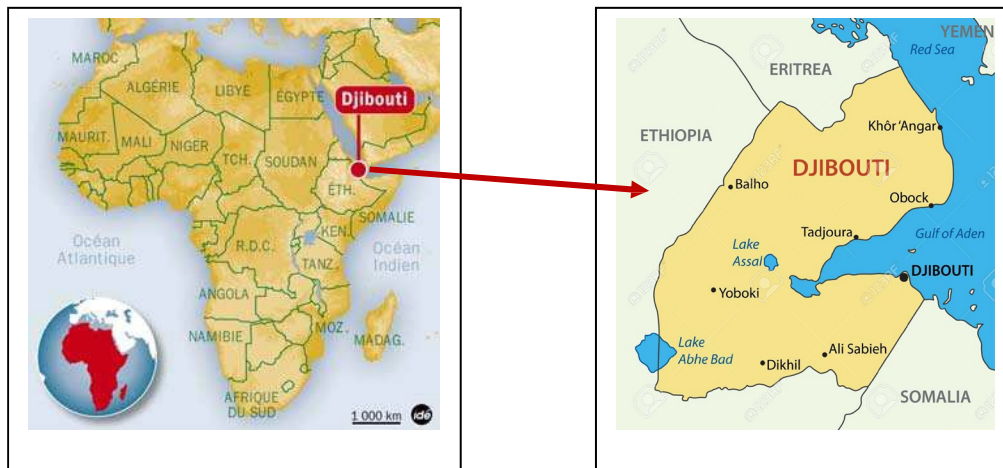 MAROC
ALGÉRIE
LIBYE
ÉGYPTE
Djibouti
MAURIT.
MALI
NIGER
TCH.
SOUDAN
ÉTH.
SOMALIE
KEN.
R.D.C.
TANZ.
Océan
Atlantique
Océan
Indien
ANGOLA
NAMIBIE
MOZ.
MADAG.
AFRIQUE
DU SUD
1 000 km
idé
YEMEN
Red Sea
ERITREA
ETHIOPIA
Khôr ‘Angar
DJIBOUTI
Balho
Obock
Tadjoura
Gulf of Aden
Lake
Assal
DJIBOUTI
Yoboki
Lake
Abhe Bad
Ali Sabieh
Dikhil
SOMALIA